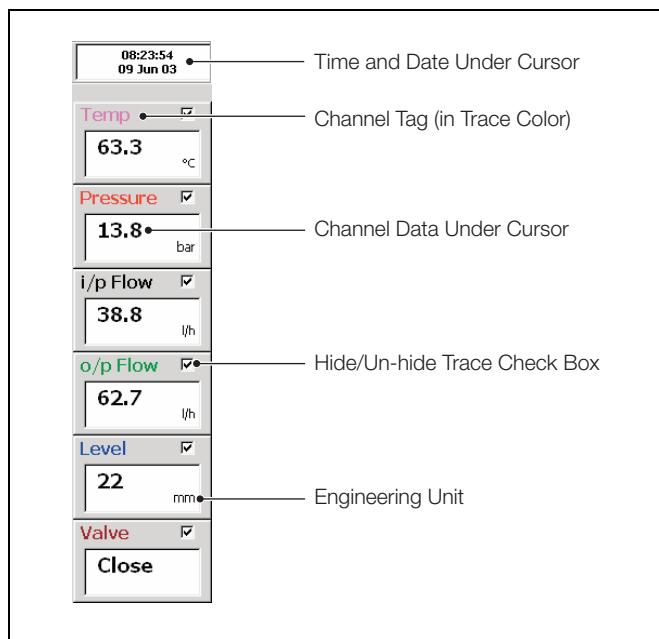 08:23:54
09 Jun 03
Time and Date Under Cursor
Temp
Channel Tag (in Trace Color)
63.3
°C
Pressure
13.8
Channel Data Under Cursor
bar
i/p Flow
38.8
l/h
o/p Flow
Hide/Un-hide Trace Check Box
62.7
l/h
Level
22
mm
Engineering Unit
Valve
Close